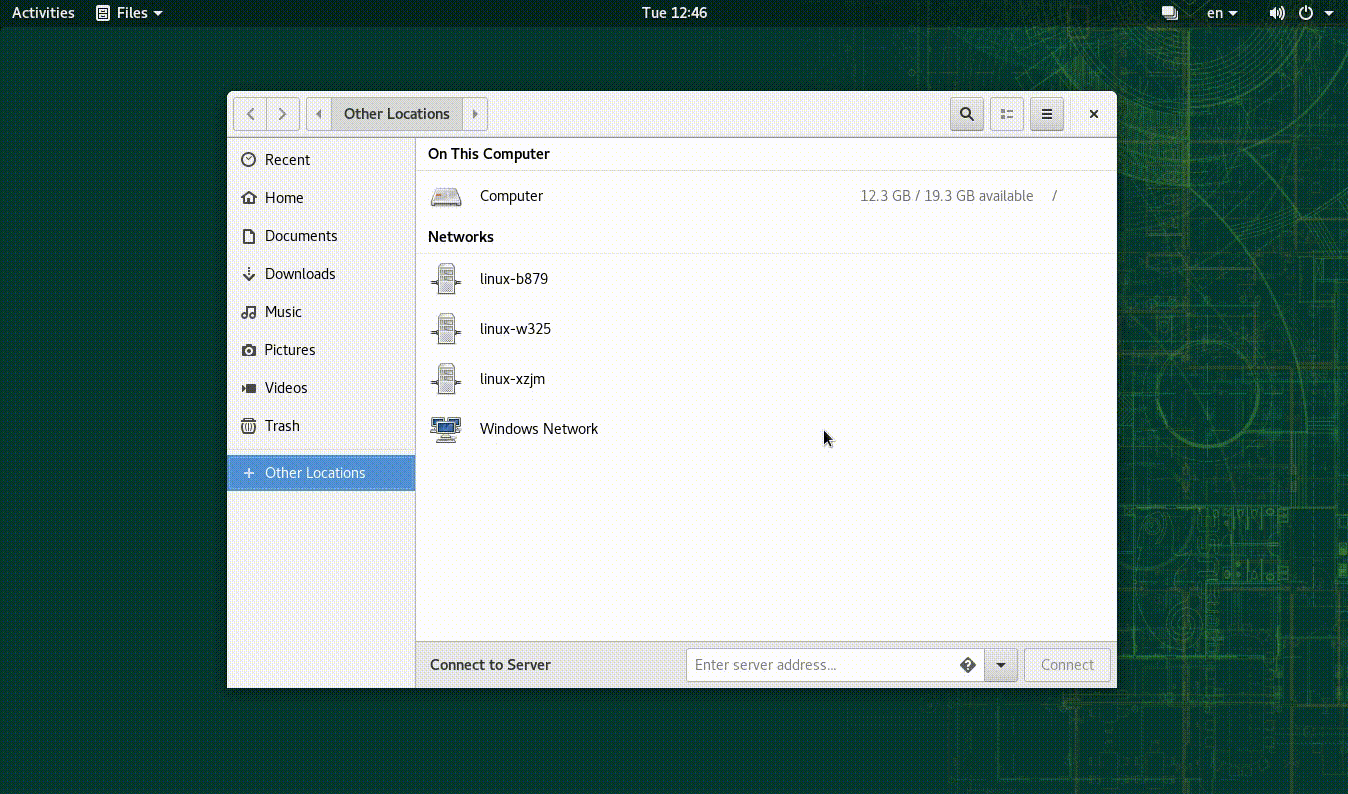 Activities Files Tue 12:46 en
Other Locations
Recent
Home
Documents
Downloads
Music
Pictures
Videos
Trash
Other Locations
On This Computer
Computer 12.3 GB / 19.3 GB available /
Networks
linux-b879
linux-w325
linux-xzjm
Windows Network
Connect to Server Enter server address... Connect